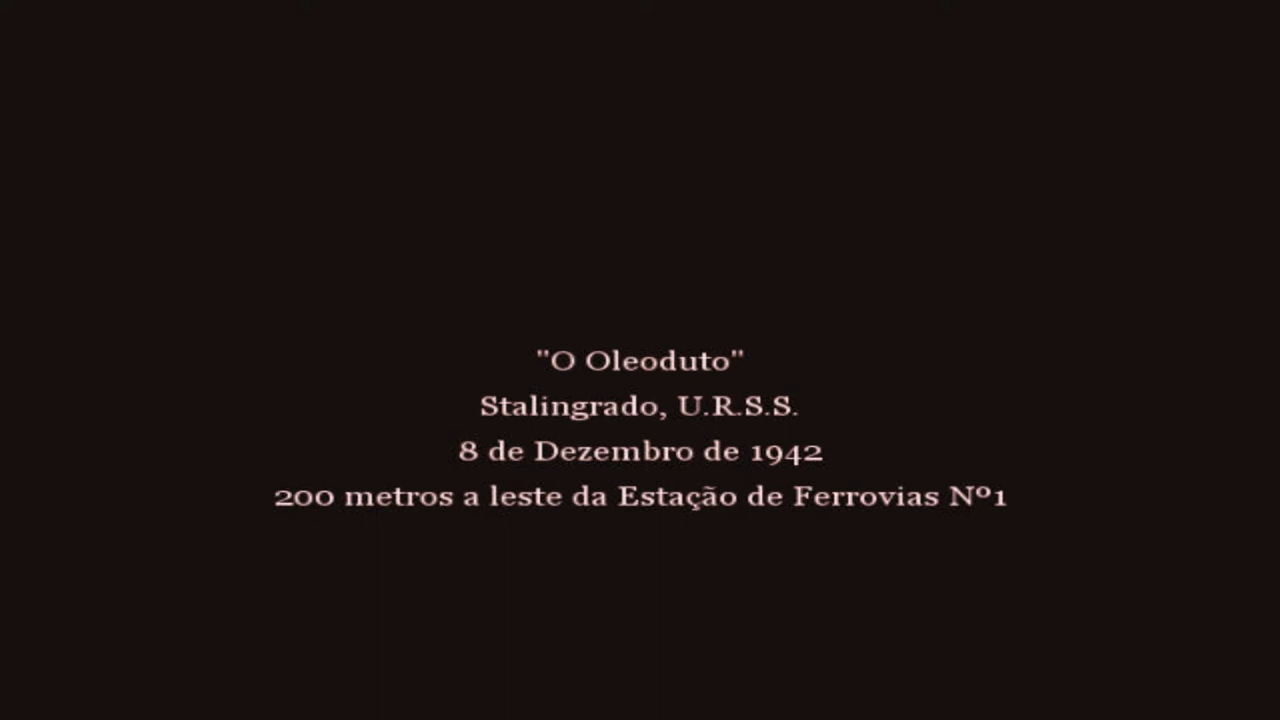 "O Oleoduto"
Stalingrado, U.R.S.S.
8 de Dezembro de 1942
200 metros a leste da Estação de Ferrovias Nº1